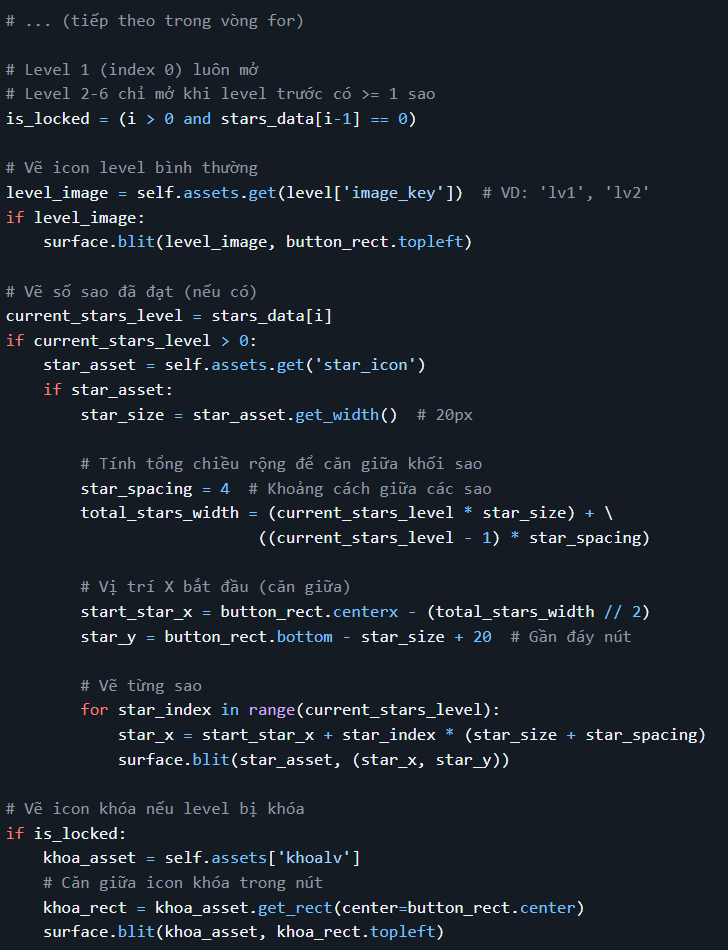 # ... (tiếp theo trong vòng for)

# Level 1 (index 0) luôn mở
# Level 2-6 chỉ mở khi level trước có >= 1 sao
is_locked = (i > 0 and stars_data[i-1] == 0)

# Vẽ icon level bình thường
level_image = self.assets.get(level['image_key'])  # VD: 'lv1', 'lv2'
if level_image:
    surface.blit(level_image, button_rect.topleft)

# Vẽ số sao đã đạt (nếu có)
current_stars_level = stars_data[i]
if current_stars_level > 0:
    star_asset = self.assets.get('star_icon')
    if star_asset:
        star_size = star_asset.get_width()  # 20px

        # Tính tổng chiều rộng để căn giữa khối sao
        star_spacing = 4  # Khoảng cách giữa các sao
        total_stars_width = (current_stars_level * star_size) + \
                           ((current_stars_level - 1) * star_spacing)

        # Vị trí X bắt đầu (căn giữa)
        start_star_x = button_rect.centerx - (total_stars_width // 2)
        star_y = button_rect.bottom - star_size + 20  # Gần đáy nút

        # Vẽ từng sao
        for star_index in range(current_stars_level):
            star_x = start_star_x + star_index * (star_size + star_spacing)
            surface.blit(star_asset, (star_x, star_y))

# Vẽ icon khóa nếu level bị khóa
if is_locked:
    khoa_asset = self.assets['khoalv']
    # Căn giữa icon khóa trong nút
    khoa_rect = khoa_asset.get_rect(center=button_rect.center)
    surface.blit(khoa_asset, khoa_rect.topleft)